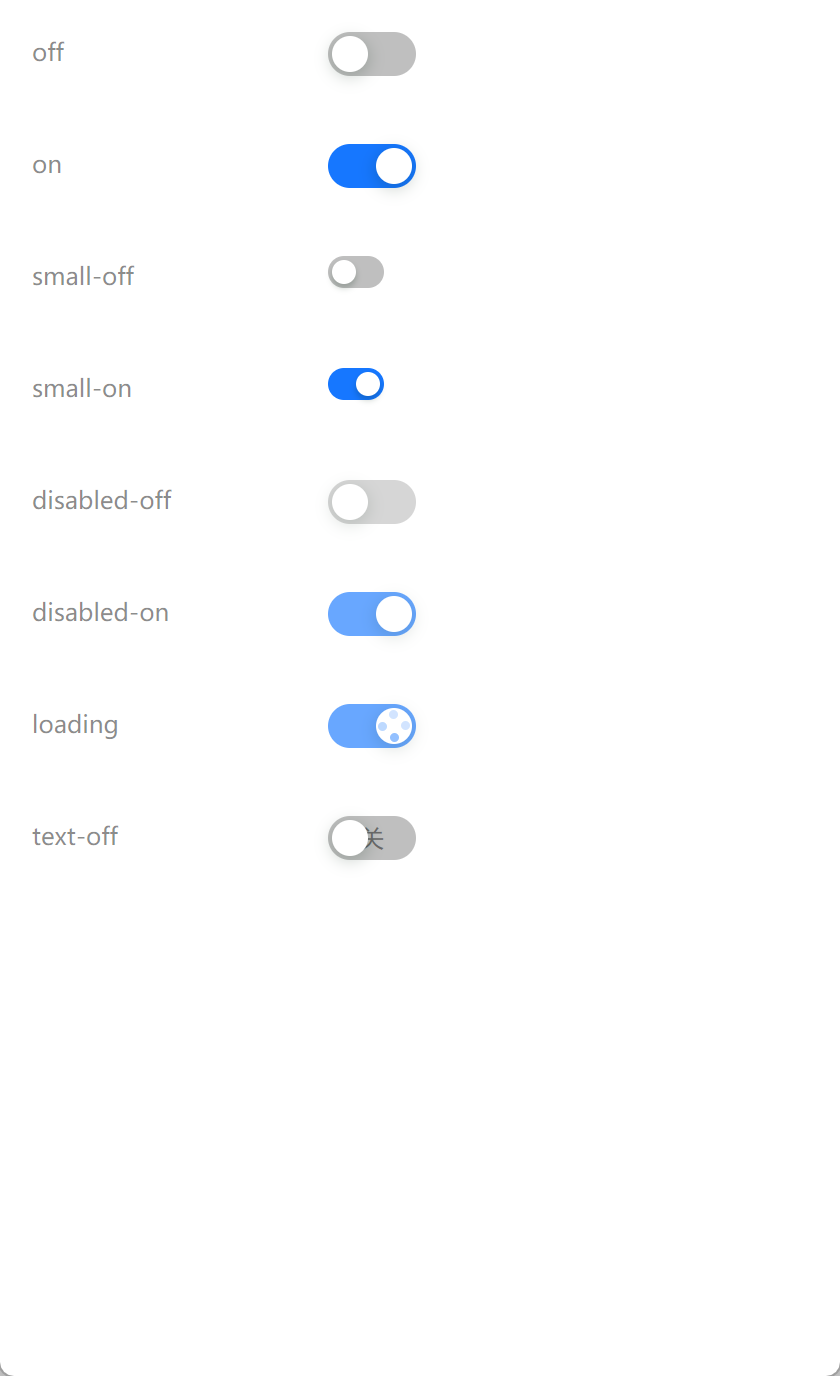 off
on
small-off
small-on
disabled-off
disabled-on
loading
text-off
关